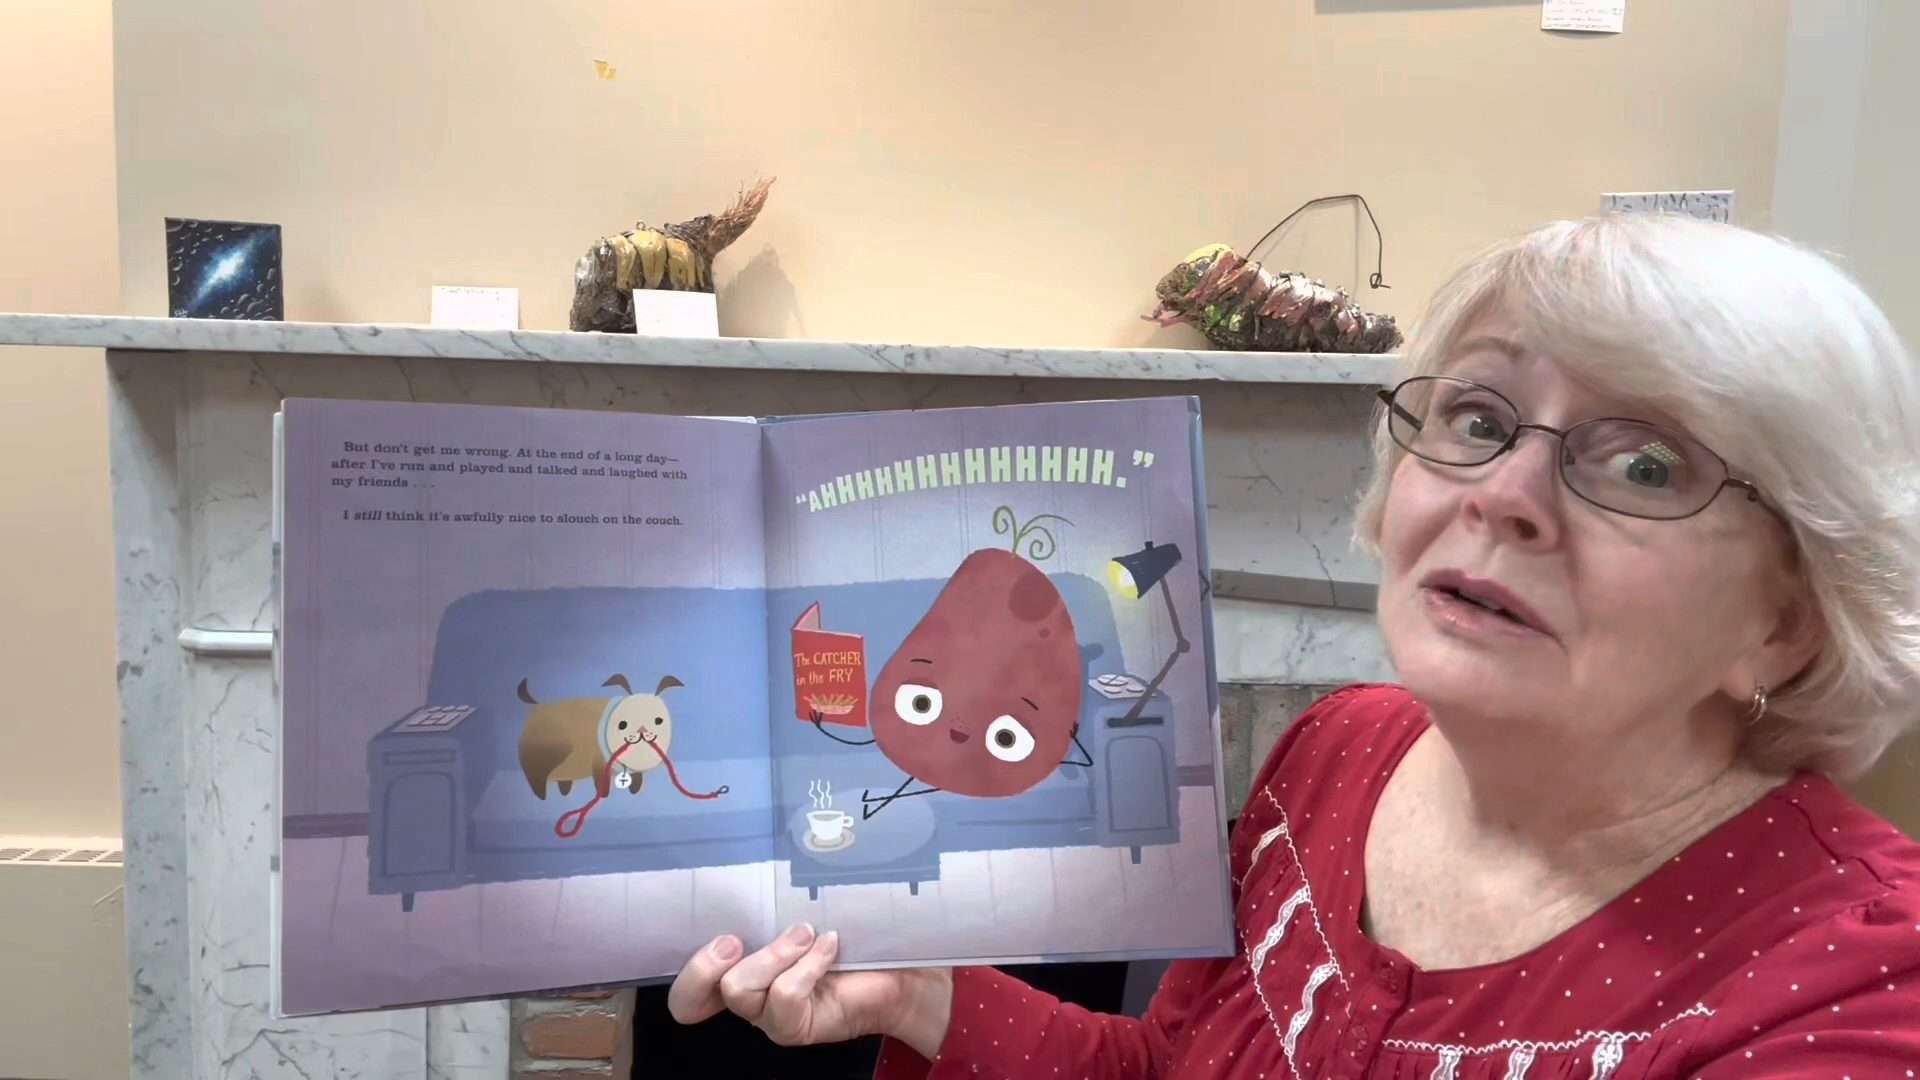 But don't get me wrong. At the end of a long day—
after I've run and played and talked and laughed with
my friends . . .
I still think it's awfully nice to slouch on the couch.
"AHHHHHHHHHHHHH."
The CATCHER
in the FRY
T